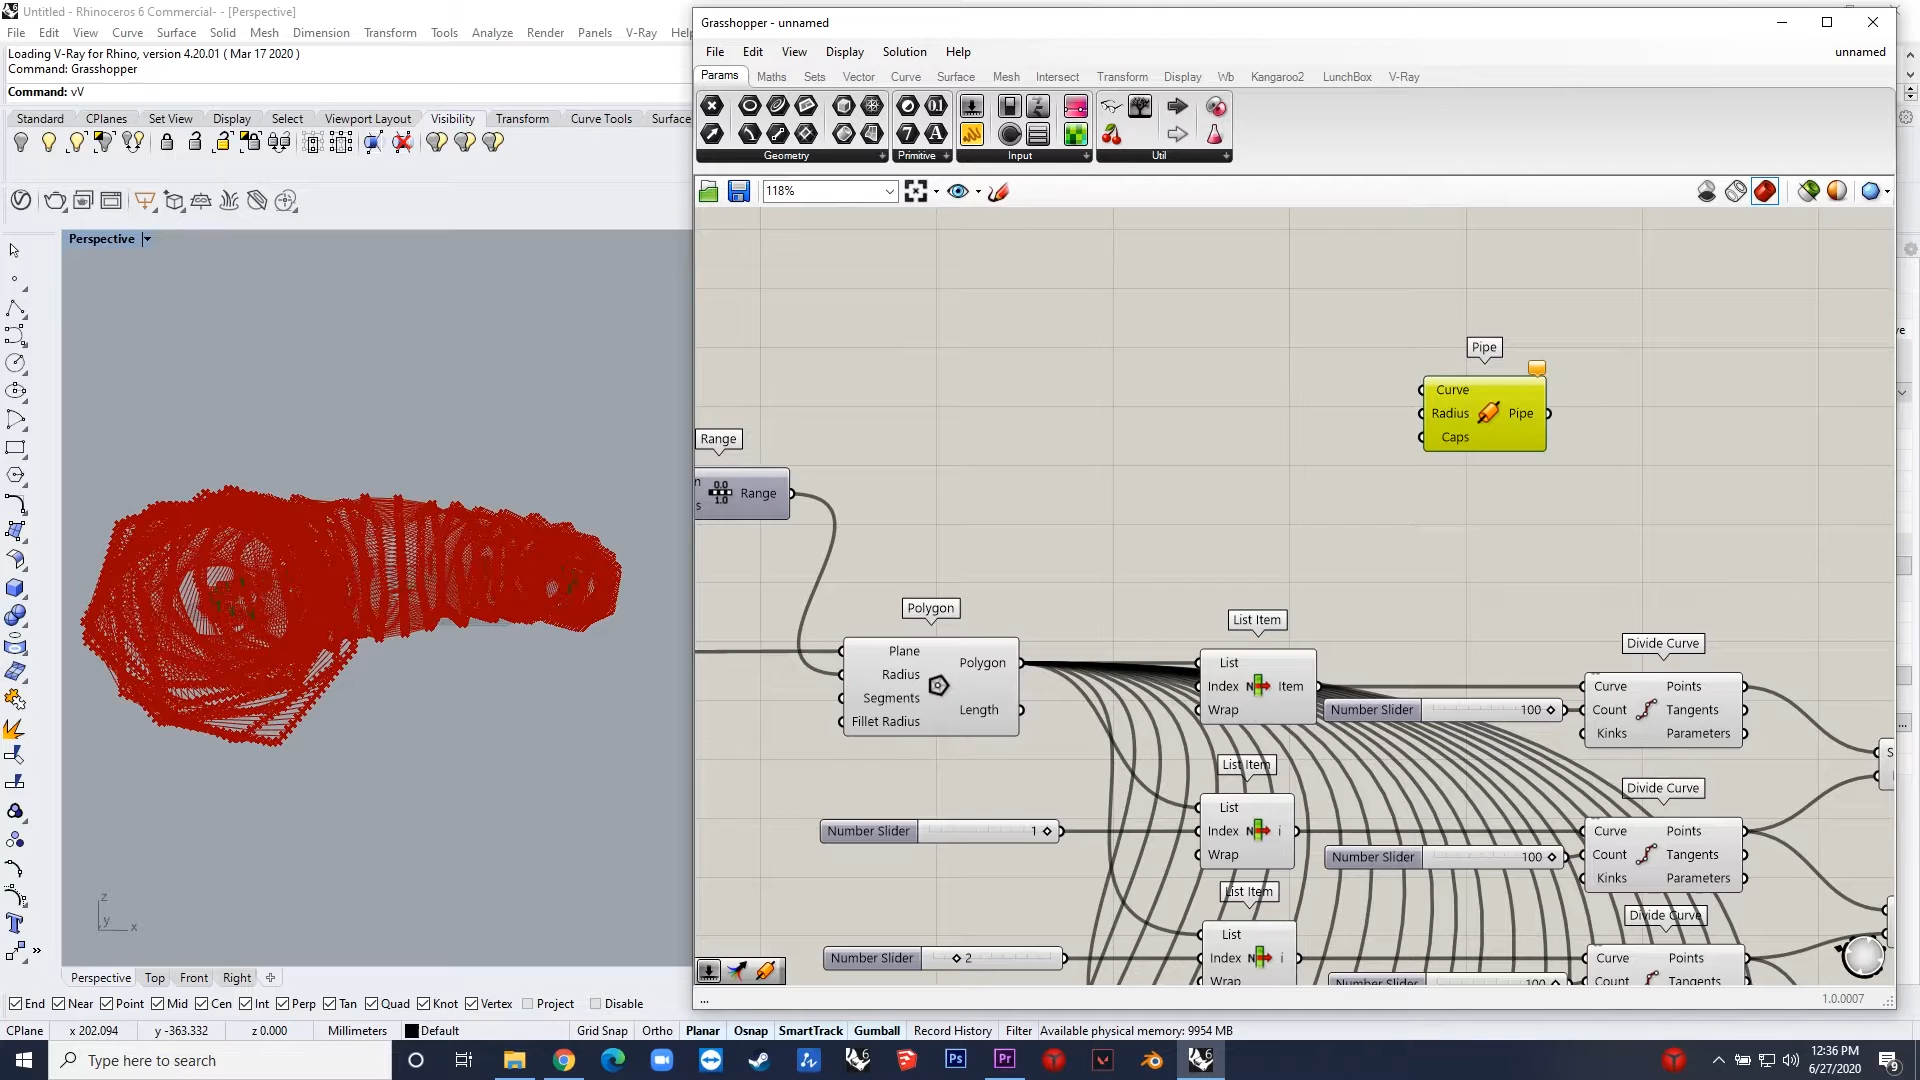 Untitled - Rhinoceros 6 Commercial- - [Perspective]
File Edit View Curve Surface Solid Mesh Dimension Transform Tools Analyze Render Panels V-Ray Help
Loading V-Ray for Rhino, version 4.20.01 ( Mar 17 2020 )
Command: Grasshopper
Command: vV
Standard CPlanes Set View Display Select Viewport Layout Visibility Transform Curve Tools Surface
Perspective
z
y
x
Perspective Top Front Right
End Near Point Mid Cen Int Perp Tan Quad Knot Vertex Project Disable
CPlane x 202.094 y -363.332 z 0.000 Millimeters Default Grid Snap Ortho Planar Osnap SmartTrack Gumball Record History Filter Available physical memory: 9954 MB
Grasshopper - unnamed
File Edit View Display Solution Help unnamed
Params Maths Sets Vector Curve Surface Mesh Intersect Transform Display Wb Kangaroo2 LunchBox V-Ray
Geometry Primitive Input Util
118%
Pipe
Curve
Radius Pipe
Caps
Range
n
0.0
1.0
Range
s
Polygon
Plane
Radius Polygon
Segments
Length
Fillet Radius
List Item
List
Index Item
Wrap
Number Slider 100
Divide Curve
Curve Points
Count Tangents
Kinks Parameters
List Item
List
Index i
Wrap
Number Slider 1
Number Slider 100
Divide Curve
Curve Points
Count Tangents
Kinks Parameters
List Item
List
Index i
Wrap
Number Slider 2
Number Slider 100
Divide Curve
Curve Points
Count Tangents
S
...
1.0.0007
Type here to search
12:36 PM
6/27/2020
9